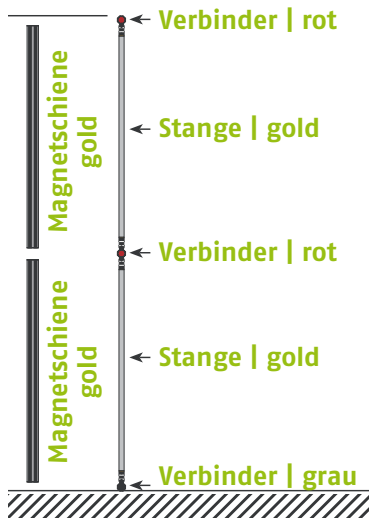 Verbinder | rot
Magnetschiene
gold
Stange | gold
Verbinder | rot
Magnetschiene
gold
Stange | gold
Verbinder | grau